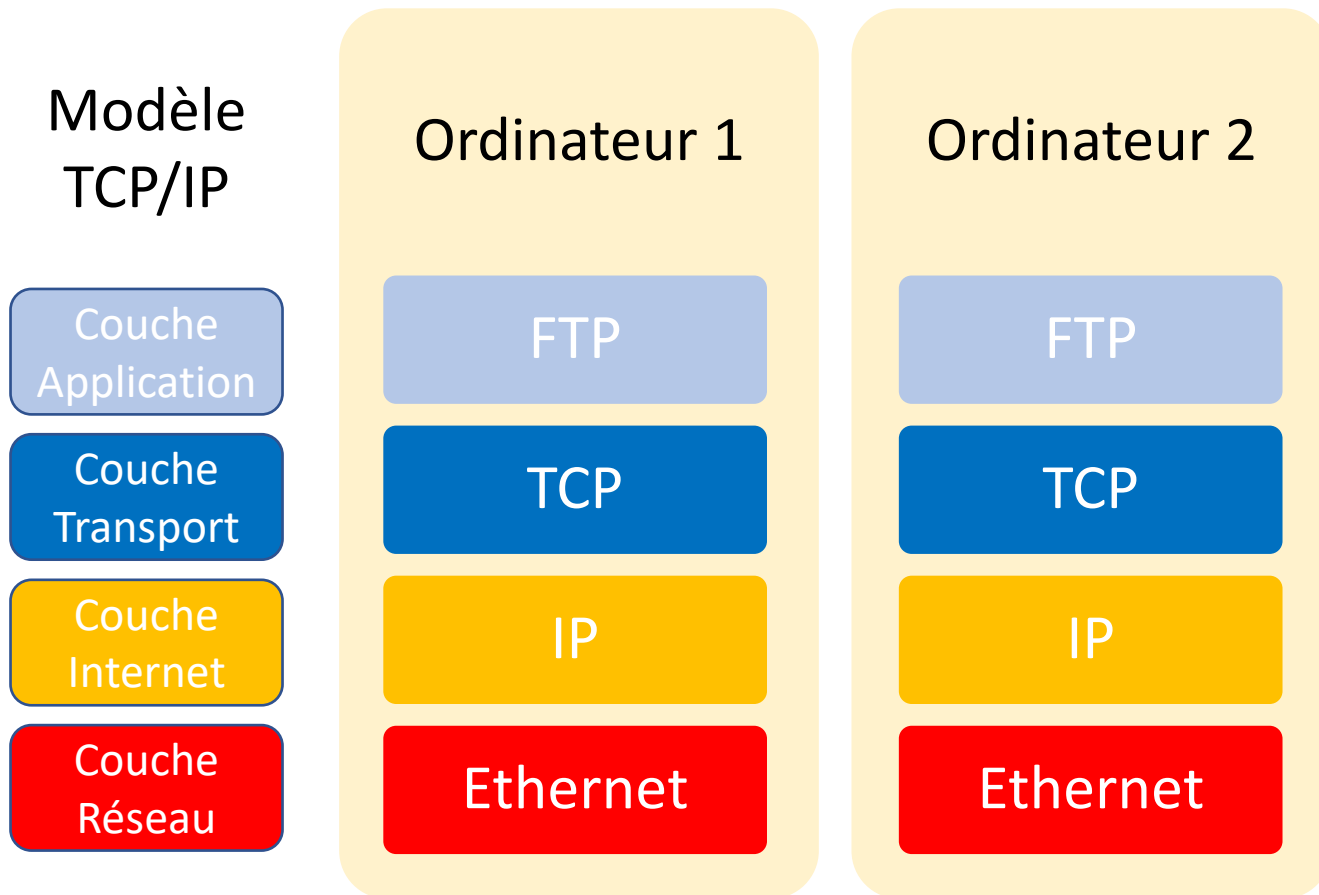 Modèle
TCP/IP
Ordinateur 1
Ordinateur 2
Couche
Application
FTP
FTP
Couche
Transport
TCP
TCP
Couche
Internet
IP
IP
Couche
Réseau
Ethernet
Ethernet